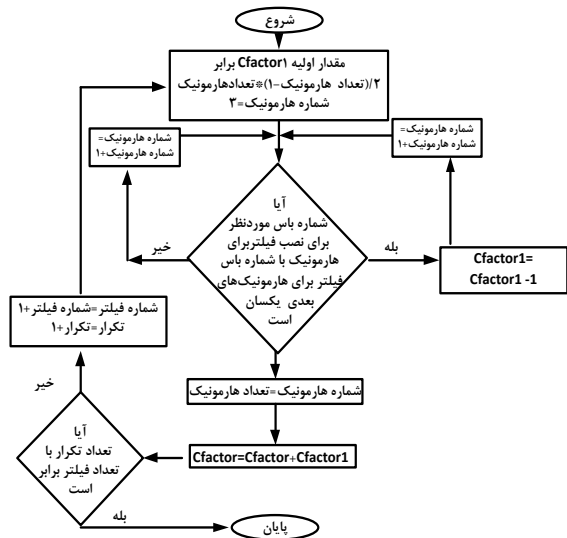 شروع
مقدار اولیه Cfactor1 برابر
تعدادهارمونیک*(تعداد هارمونیک-1)/2
شماره هارمونیک=3
شماره هارمونیک=
شماره هارمونیک+1
شماره هارمونیک=
شماره هارمونیک+1
آیا
شماره باس موردنظر
برای نصب فیلتربرای
هارمونیک با شماره باس
فیلتر برای هارمونیک‌های
بعدی یکسان
است
خیر
بله
Cfactor1=
Cfactor1 -1
شماره فیلتر=شماره فیلتر+1
تکرار=تکرار+1
شماره هارمونیک=تعداد هارمونیک
خیر
Cfactor=Cfactor+Cfactor1
آیا
تعداد تکرار با
تعداد فیلتر برابر
است
بله
پایان